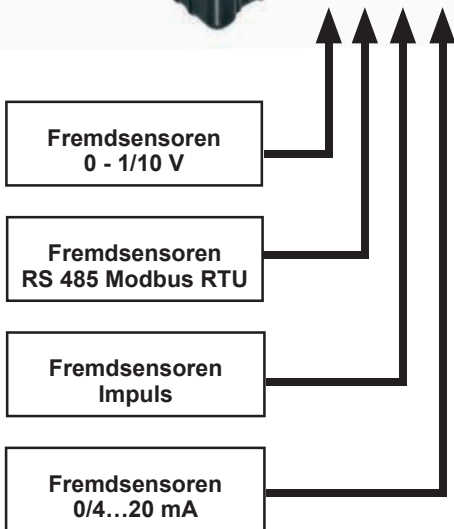 Fremdsensoren
0 - 1/10 V
Fremdsensoren
RS 485 Modbus RTU
Fremdsensoren
Impuls
Fremdsensoren
0/4…20 mA